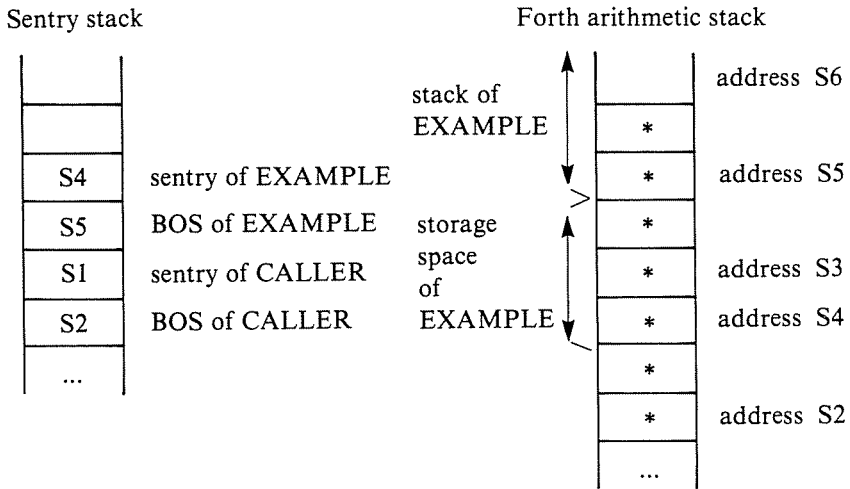 Sentry stack
S4 sentry of EXAMPLE
S5 BOS of EXAMPLE
S1 sentry of CALLER
S2 BOS of CALLER
...
Forth arithmetic stack
stack of
EXAMPLE
storage
space
of
EXAMPLE
address S6
*
* address S5
*
* address S3
* address S4
*
* address S2
...